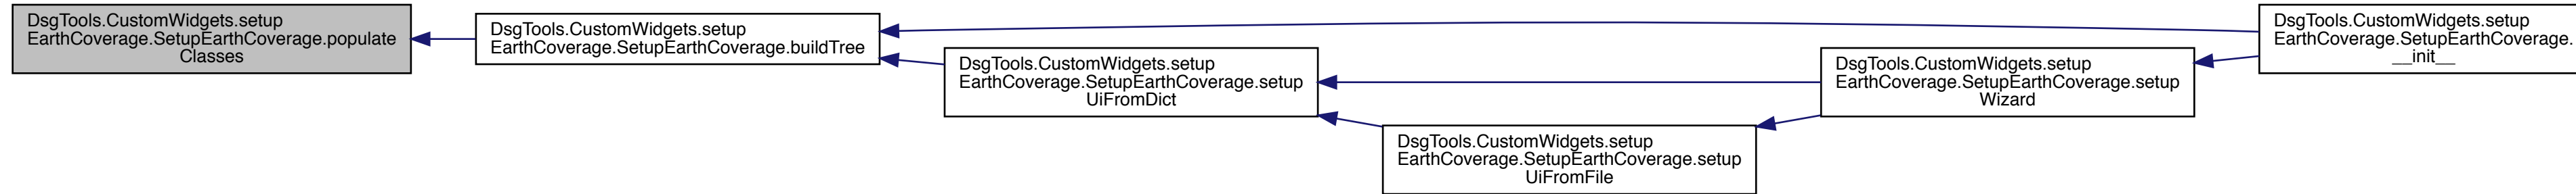 DsgTools.CustomWidgets.setup
EarthCoverage.SetupEarthCoverage.populate
Classes
DsgTools.CustomWidgets.setup
EarthCoverage.SetupEarthCoverage.buildTree
DsgTools.CustomWidgets.setup
EarthCoverage.SetupEarthCoverage.setup
UiFromDict
DsgTools.CustomWidgets.setup
EarthCoverage.SetupEarthCoverage.setup
UiFromFile
DsgTools.CustomWidgets.setup
EarthCoverage.SetupEarthCoverage.setup
Wizard
DsgTools.CustomWidgets.setup
EarthCoverage.SetupEarthCoverage.
__init__